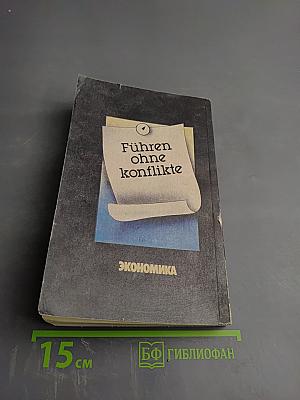 Führen
ohne
konflikte
ЭКОНОМИКА
15 см
БФ ГИБЛИОФАН